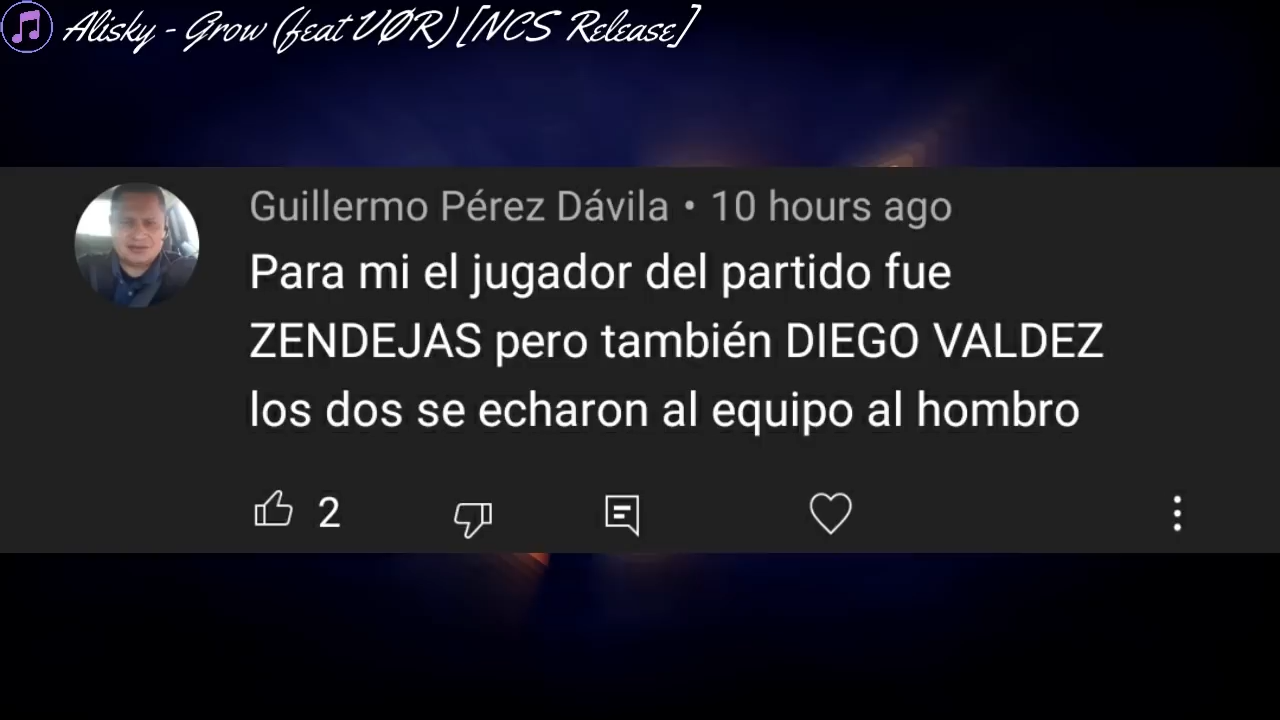 Alisky - Grow (feat VØR) [NCS Release]
Guillermo Pérez Dávila • 10 hours ago
Para mi el jugador del partido fue
ZENDEJAS pero también DIEGO VALDEZ
los dos se echaron al equipo al hombro
2